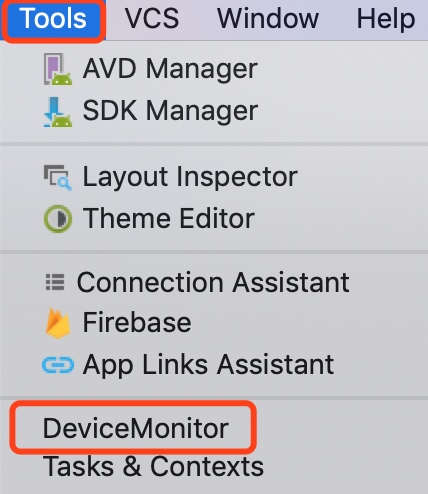 Tools VCS Window Help
AVD Manager
SDK Manager
Layout Inspector
Theme Editor
Connection Assistant
Firebase
App Links Assistant
DeviceMonitor
Tasks & Contexts